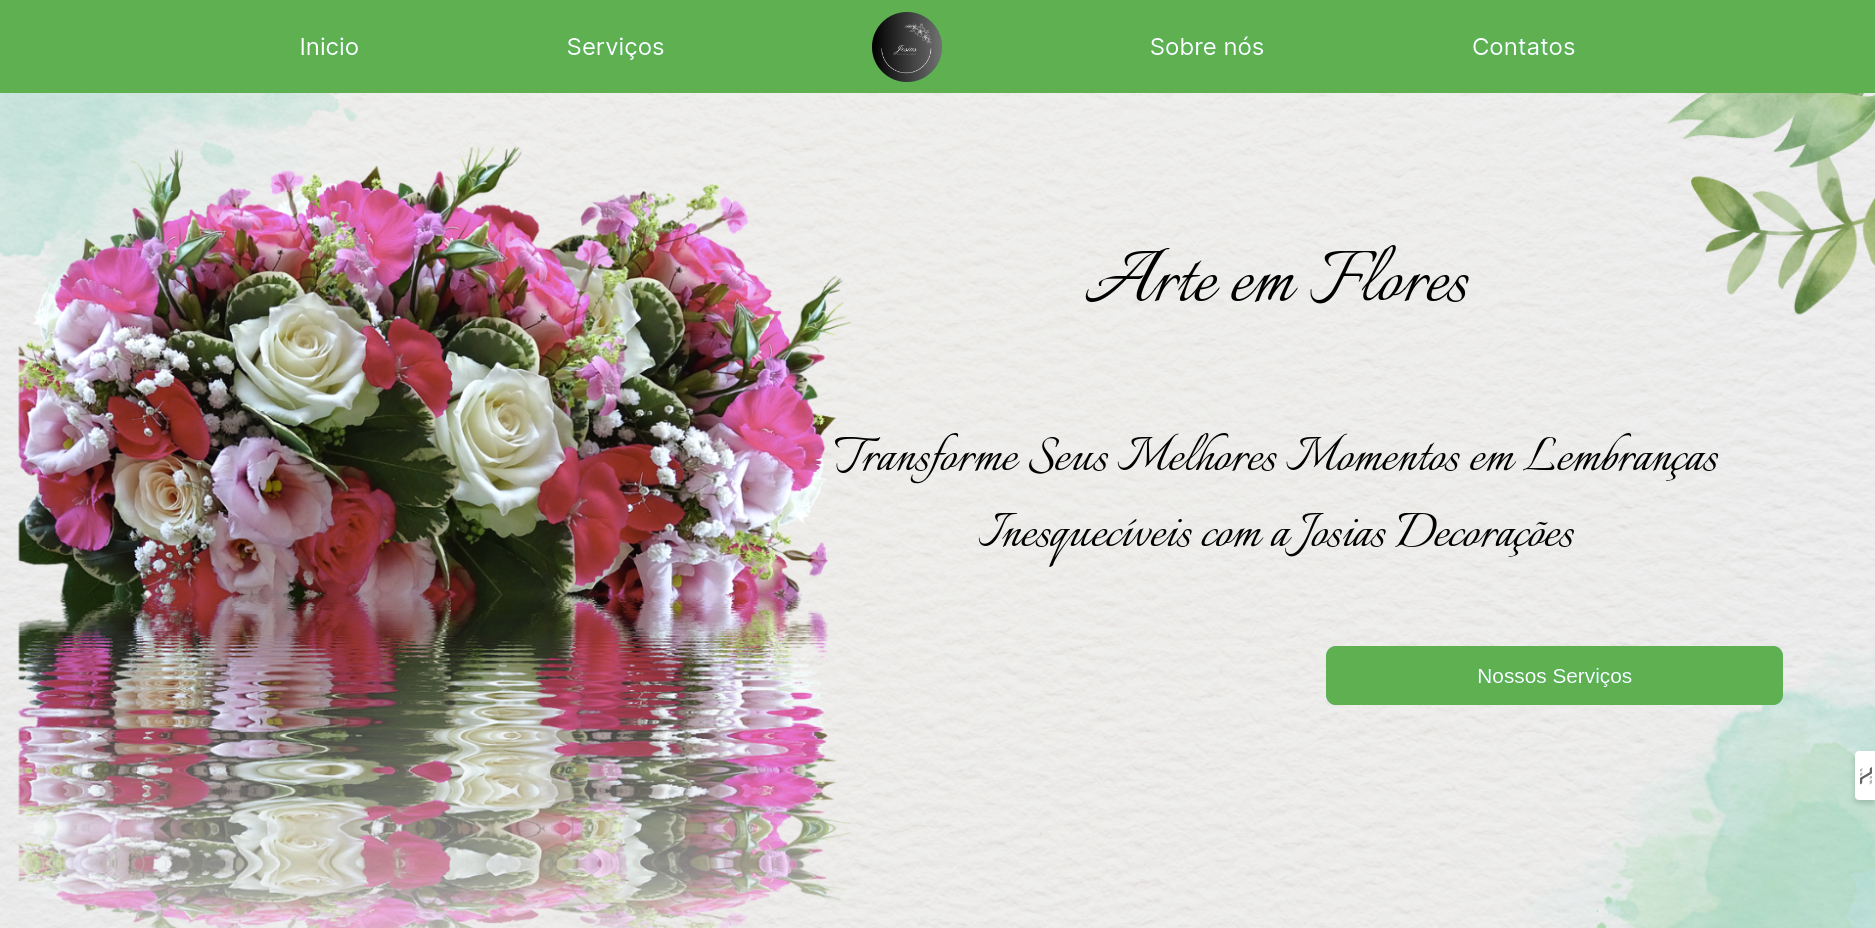 Inicio
Serviços
Josias
Sobre nós
Contatos
Arte em Flores
Transforme Seus Melhores Momentos em Lembranças
Inesquecíveis com a Josias Decorações
Nossos Serviços